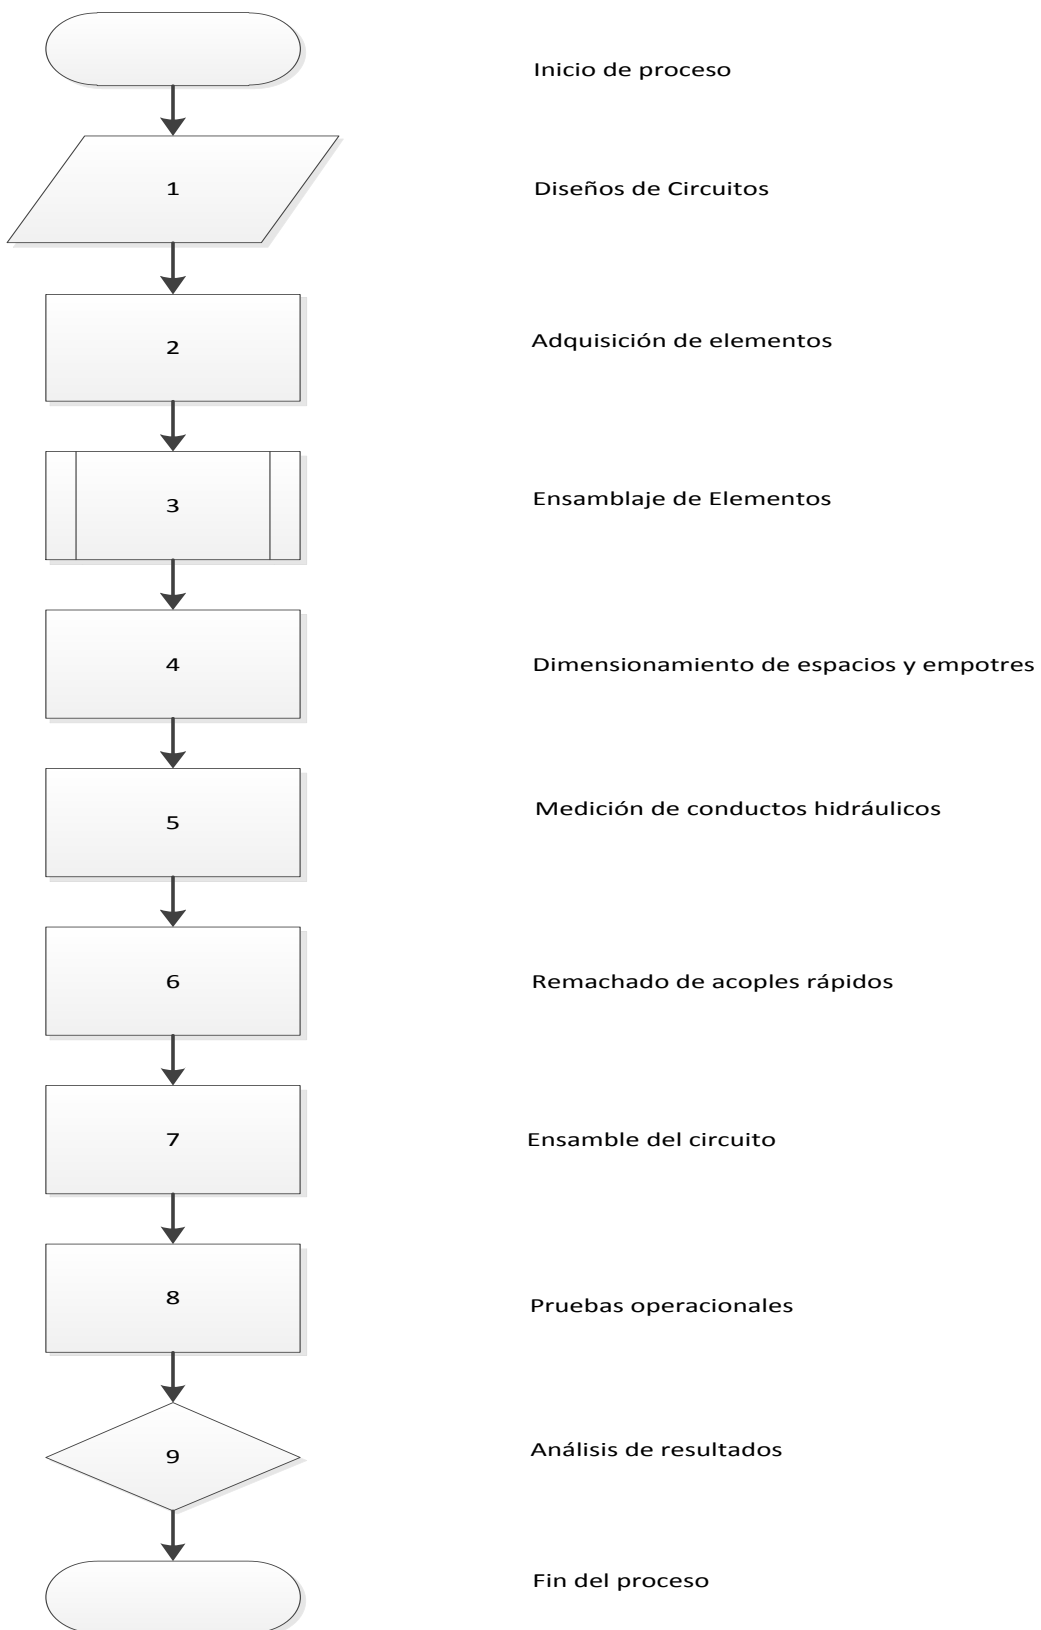 Inicio de proceso
1 Diseños de Circuitos
2 Adquisición de elementos
3 Ensamblaje de Elementos
4 Dimensionamiento de espacios y empotres
5 Medición de conductos hidráulicos
6 Remachado de acoples rápidos
7 Ensamble del circuito
8 Pruebas operacionales
9 Análisis de resultados
Fin del proceso